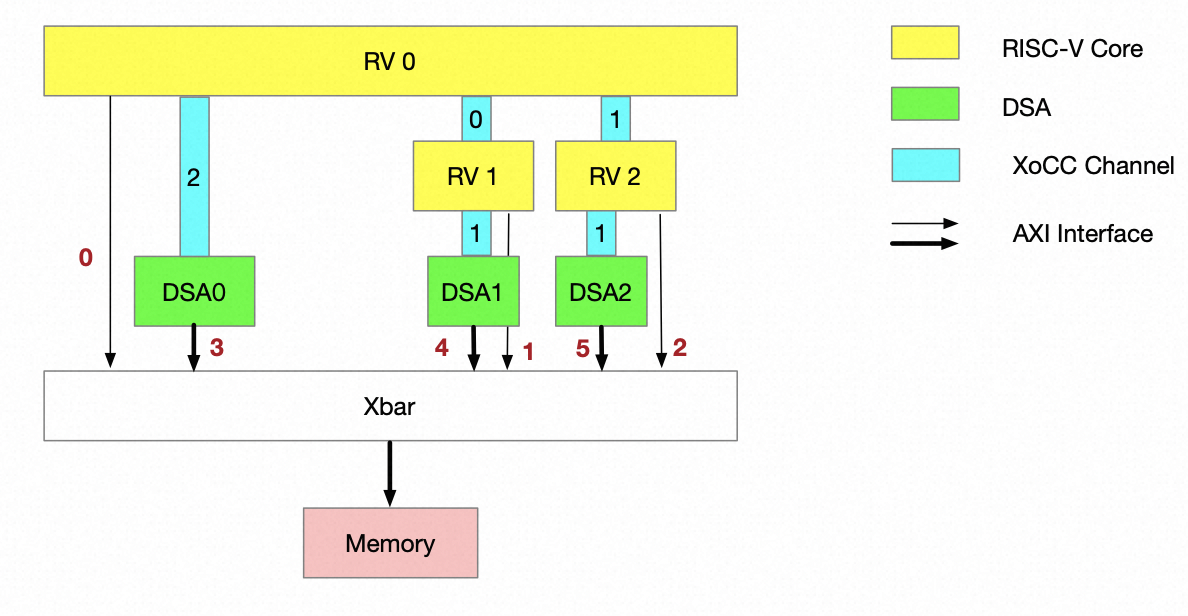 RV 0
RISC-V Core
DSA
0
1
XoCC Channel
2
RV 1
RV 2
1
1
AXI Interface
0
DSA0
DSA1
DSA2
3
4
1
5
2
Xbar
Memory